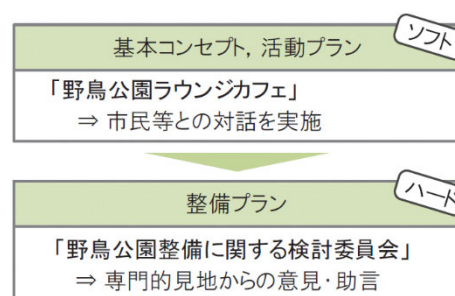 ソフト
基本コンセプト, 活動プラン
「野鳥公園ラウンジカフェ」
⇒ 市民等との対話を実施
ハード
整備プラン
「野鳥公園整備に関する検討委員会」
⇒ 専門的見地からの意見・助言